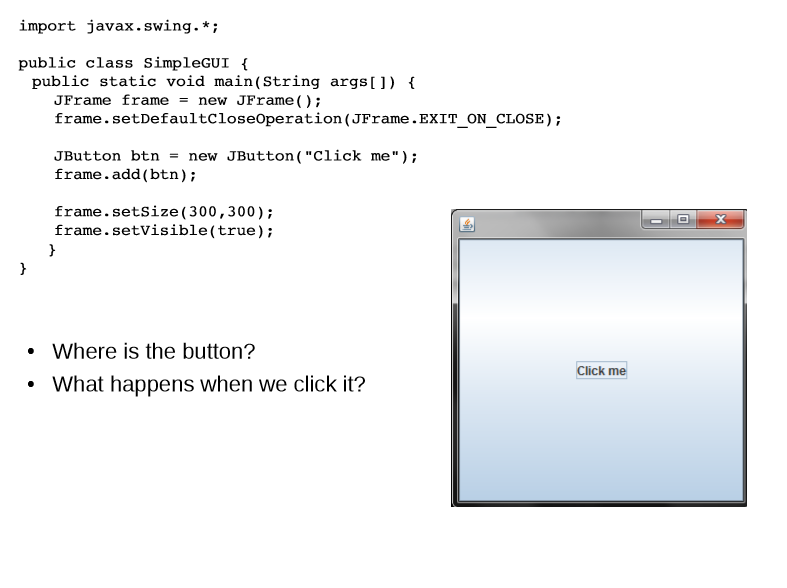 import javax.swing.*;
public class SimpleGUI {
public static void main(String args[]) {
JFrame frame = new JFrame();
frame.setDefaultCloseOperation(JFrame.EXIT_ON_CLOSE);
JButton btn = new JButton("Click me");
frame.add(btn);
frame.setSize(300,300);
frame.setVisible(true);
}
}
• Where is the button?
• What happens when we click it?
Click me